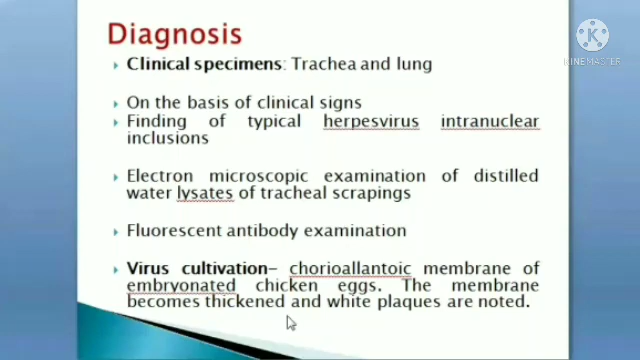 Diagnosis
KINEMASTER
Clinical specimens: Trachea and lung
On the basis of clinical signs
Finding of typical herpesvirus intranuclear
inclusions
Electron microscopic examination of distilled
water lysates of tracheal scrapings
Fluorescent antibody examination
Virus cultivation– chorioallantoic membrane of
embryonated chicken eggs. The membrane
becomes thickened and white plaques are noted.